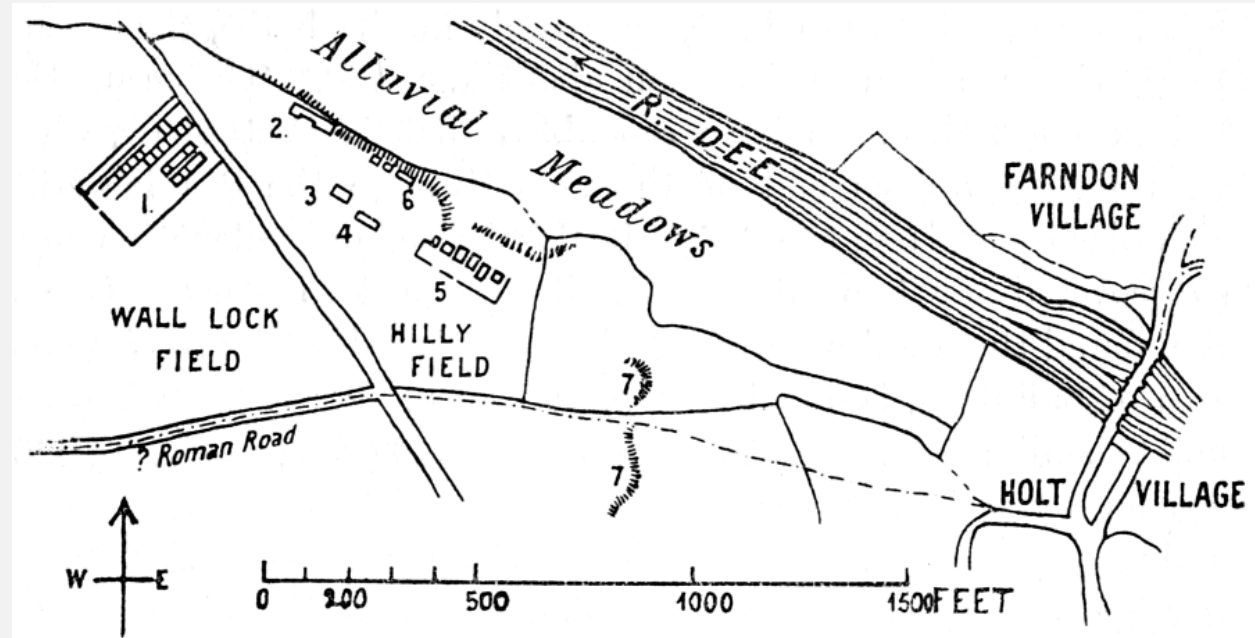 Alluvial
Meadows
R. DEE
FARNDON
VILLAGE
1.
2.
3
4
5
6
WALL LOCK
FIELD
HILLY
FIELD
7
7
? Roman Road
HOLT VILLAGE
W E
0 200 500 1000 1500 FEET